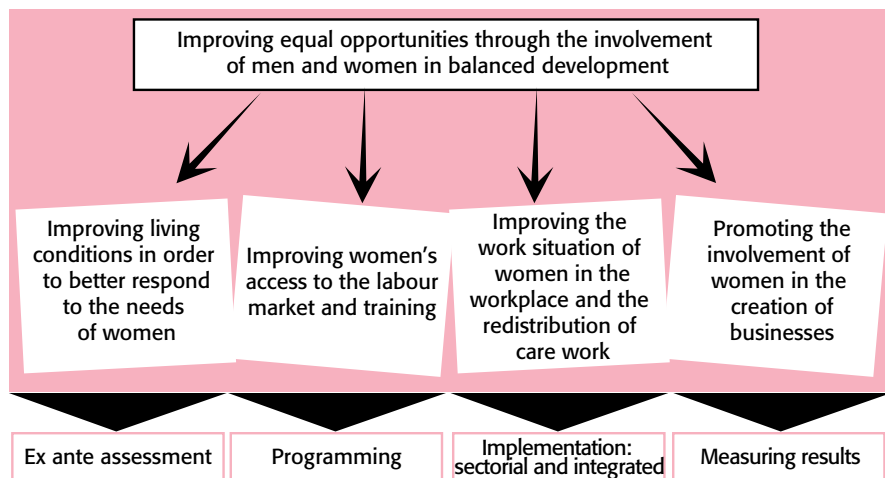 Improving equal opportunities through the involvement
of men and women in balanced development
Improving living
conditions in order
to better respond
to the needs
of women
Improving women's
access to the labour
market and training
Improving the
work situation of
women in the
workplace and the
redistribution of
care work
Promoting the
involvement of
women in the
creation of
businesses
Ex ante assessment
Programming
Implementation:
sectorial and integrated
Measuring results